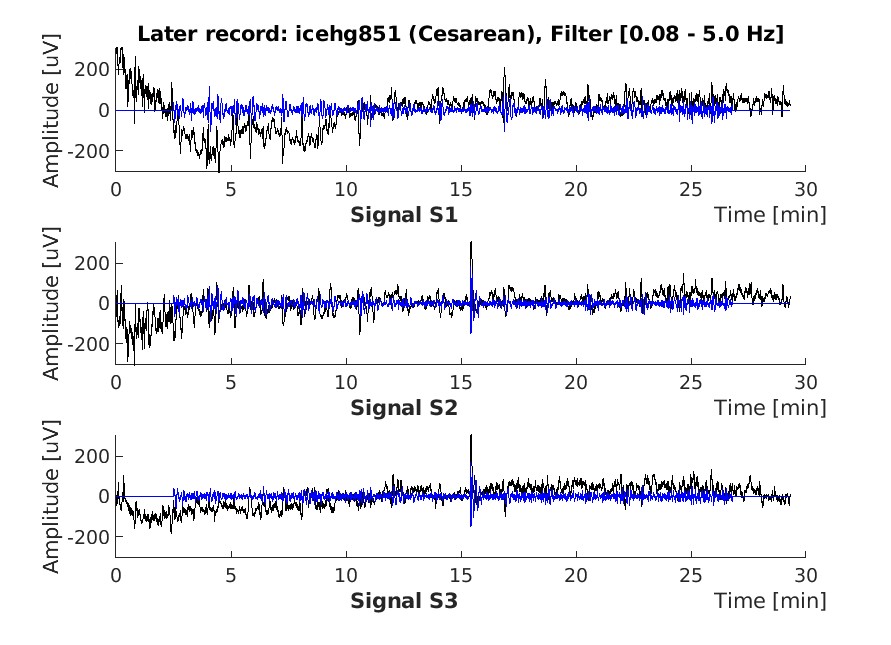 Later record: icehg851 (Cesarean), Filter [0.08 - 5.0 Hz]
Amplitude [uV]
200
0
-200
0 5 10 15 20 25 30
Signal S1 Time [min]
Amplitude [uV]
200
0
-200
0 5 10 15 20 25 30
Signal S2 Time [min]
Amplitude [uV]
200
0
-200
0 5 10 15 20 25 30
Signal S3 Time [min]